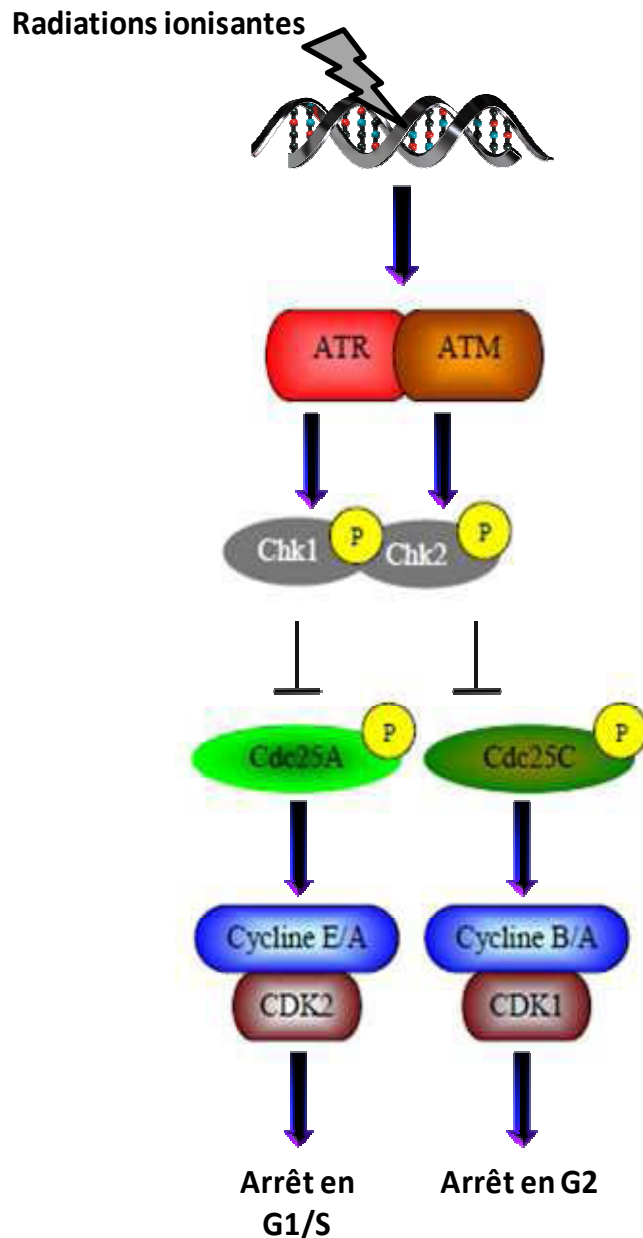 Radiations ionisantes
ATR ATM
P P
Chk1 Chk2
P P
Cdc25A Cdc25C
Cycline E/A Cycline B/A
CDK2 CDK1
Arrêt en Arrêt en G2
G1/S